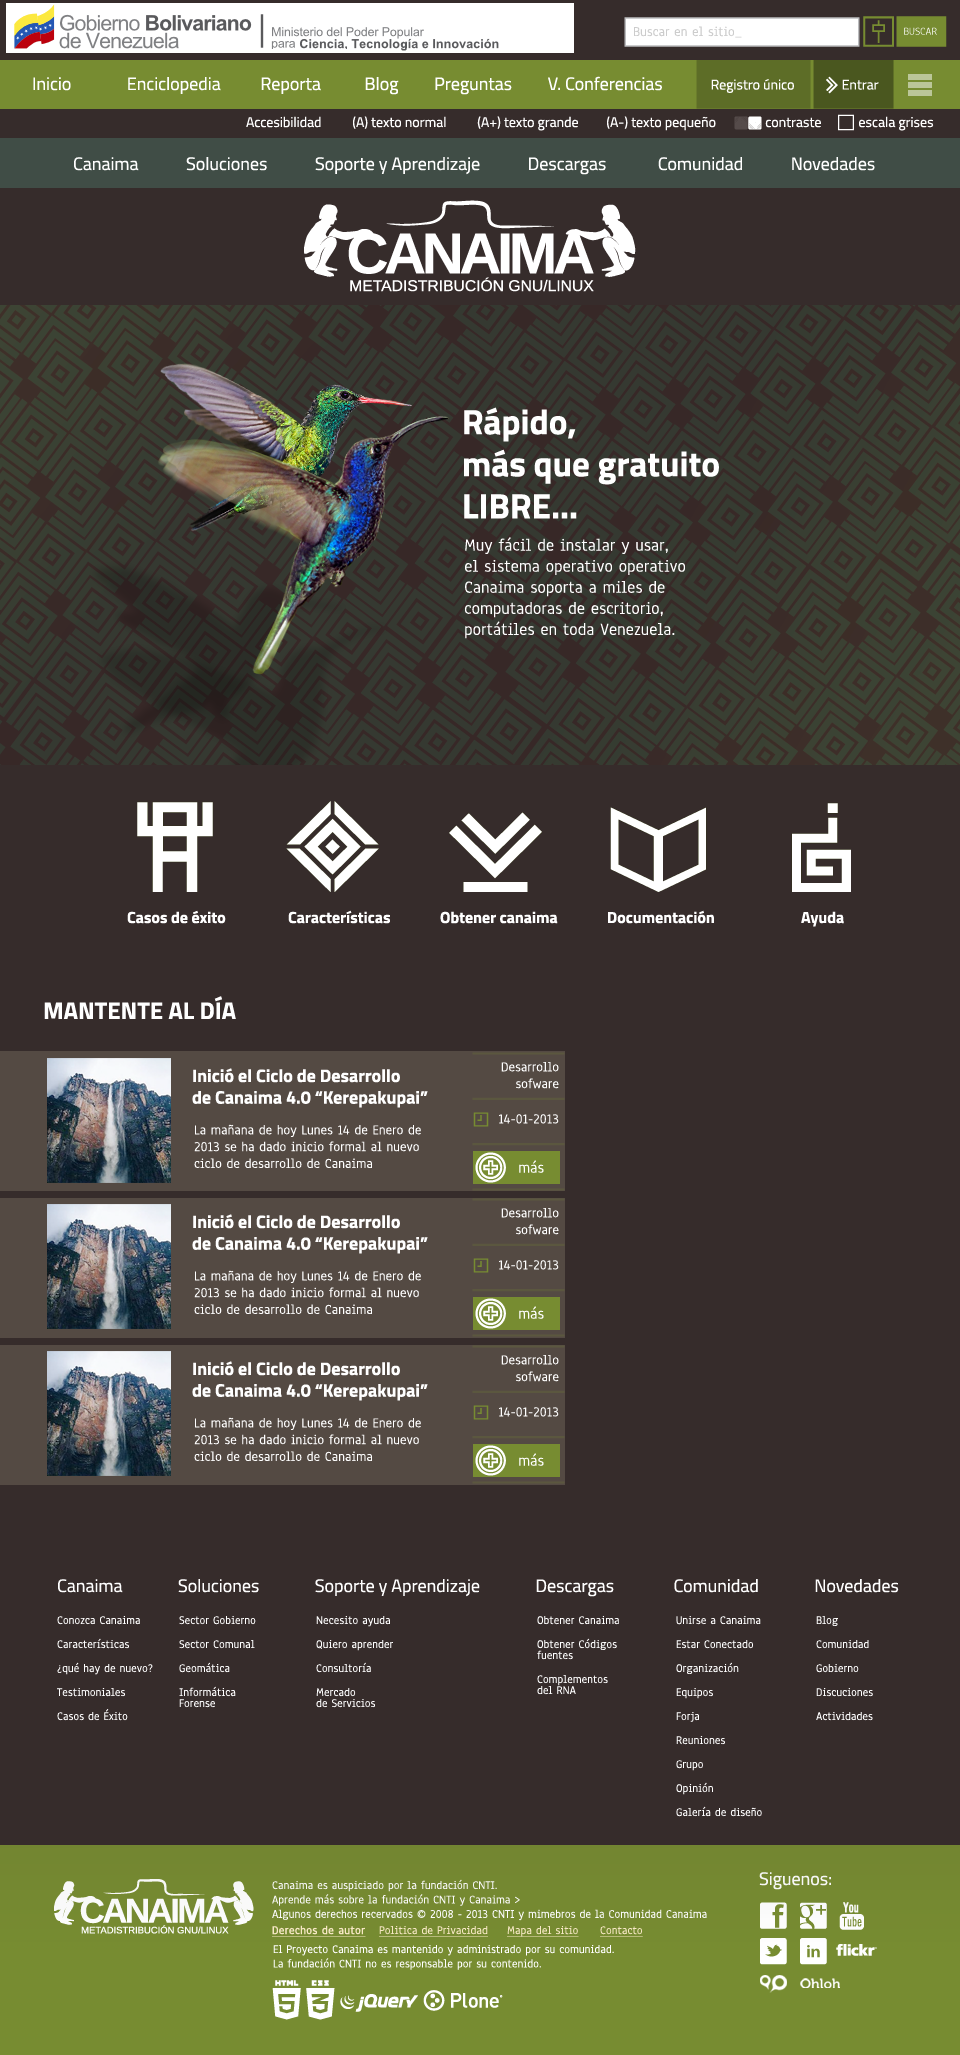 Gobierno Bolivariano
de Venezuela
Ministerio del Poder Popular
para Ciencia, Tecnología e Innovación
Buscar en el sitio_
BUSCAR
Inicio Enciclopedia Reporta Blog Preguntas V. Conferencias Registro único Entrar
Accesibilidad (A) texto normal (A+) texto grande (A-) texto pequeño contraste escala grises
Canaima Soluciones Soporte y Aprendizaje Descargas Comunidad Novedades
CANAIMA
METADISTRIBUCIÓN GNU/LINUX
Rápido,
más que gratuito
LIBRE...
Muy fácil de instalar y usar,
el sistema operativo operativo
Canaima soporta a miles de
computadoras de escritorio,
portátiles en toda Venezuela.
Casos de éxito Características Obtener canaima Documentación Ayuda
MANTENTE AL DÍA
Inició el Ciclo de Desarrollo
de Canaima 4.0 “Kerepakupai”
La mañana de hoy Lunes 14 de Enero de
2013 se ha dado inicio formal al nuevo
ciclo de desarrollo de Canaima
Desarrollo
sofware
14-01-2013
más
Inició el Ciclo de Desarrollo
de Canaima 4.0 “Kerepakupai”
La mañana de hoy Lunes 14 de Enero de
2013 se ha dado inicio formal al nuevo
ciclo de desarrollo de Canaima
Desarrollo
sofware
14-01-2013
más
Inició el Ciclo de Desarrollo
de Canaima 4.0 “Kerepakupai”
La mañana de hoy Lunes 14 de Enero de
2013 se ha dado inicio formal al nuevo
ciclo de desarrollo de Canaima
Desarrollo
sofware
14-01-2013
más
Canaima
Conozca Canaima
Características
¿qué hay de nuevo?
Testimoniales
Casos de Éxito
Soluciones
Sector Gobierno
Sector Comunal
Geomática
Informática
Forense
Soporte y Aprendizaje
Necesito ayuda
Quiero aprender
Consultoría
Mercado
de Servicios
Descargas
Obtener Canaima
Obtener Códigos
fuentes
Complementos
del RNA
Comunidad
Unirse a Canaima
Estar Conectado
Organización
Equipos
Forja
Reuniones
Grupo
Opinión
Galería de diseño
Novedades
Blog
Comunidad
Gobierno
Discuciones
Actividades
CANAIMA
METADISTRIBUCIÓN GNU/LINUX
Canaima es auspiciado por la fundación CNTI.
Aprende más sobre la fundación CNTI y Canaima >
Algunos derechos recervados © 2008 - 2013 CNTI y mimebros de la Comunidad Canaima
Derechos de autor Politica de Privacidad Mapa del sitio Contacto
El Proyecto Canaima es mantenido y administrado por su comunidad.
La fundación CNTI no es responsable por su contenido.
HTML
5
CSS
3
jQuery
Plone
Siguenos:
f g+ You
Tube
in flickr
Ohloh